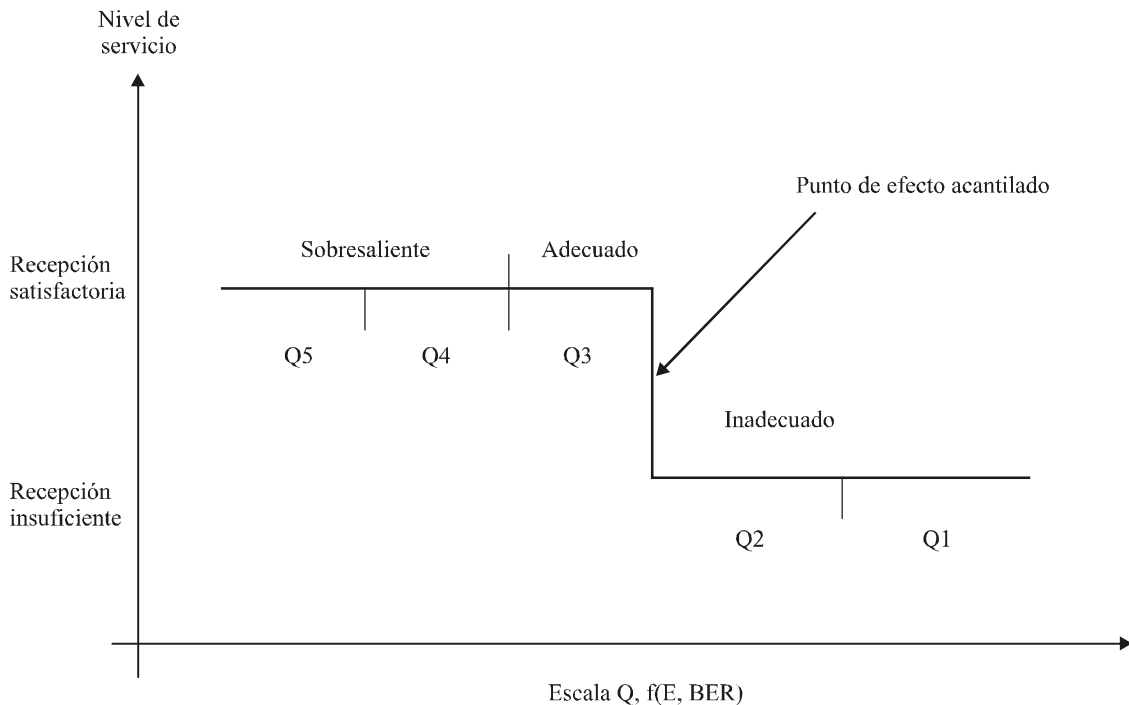 Nivel de
servicio
Punto de efecto acantilado
Sobresaliente
Adecuado
Recepción
satisfactoria
Q5
Q4
Q3
Inadecuado
Recepción
insuficiente
Q2
Q1
Escala Q, f(E, BER)